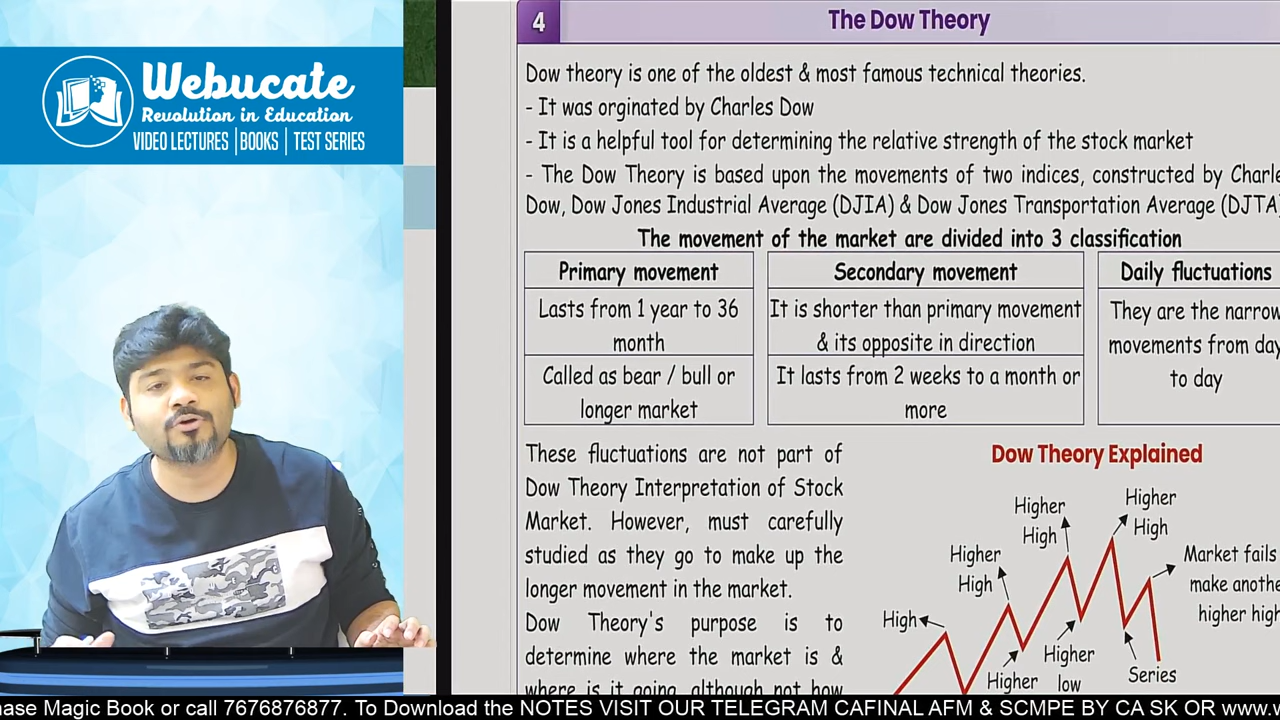 Webucate
Revolution in Education
VIDEO LECTURES | BOOKS | TEST SERIES
4
The Dow Theory
Dow theory is one of the oldest & most famous technical theories.
- It was orginated by Charles Dow
- It is a helpful tool for determining the relative strength of the stock market
- The Dow Theory is based upon the movements of two indices, constructed by Charle
Dow, Dow Jones Industrial Average (DJIA) & Dow Jones Transportation Average (DJTA)
The movement of the market are divided into 3 classification
Primary movement
Lasts from 1 year to 36
month
Called as bear / bull or
longer market
Secondary movement
It is shorter than primary movement
& its opposite in direction
It lasts from 2 weeks to a month or
more
Daily fluctuations
They are the narrow
movements from day
to day
These fluctuations are not part of
Dow Theory Interpretation of Stock
Market. However, must carefully
studied as they go to make up the
longer movement in the market.
Dow Theory's purpose is to
determine where the market is &
where is it going, although not how
Dow Theory Explained
High
Higher
High
Higher
High
Higher
High
Market fails
make anothe
higher high
Higher
Higher
low
Series
ase Magic Book or call 7676876877. To Download the NOTES VISIT OUR TELEGRAM CAFINAL AFM & SCMPE BY CA SK OR www.v